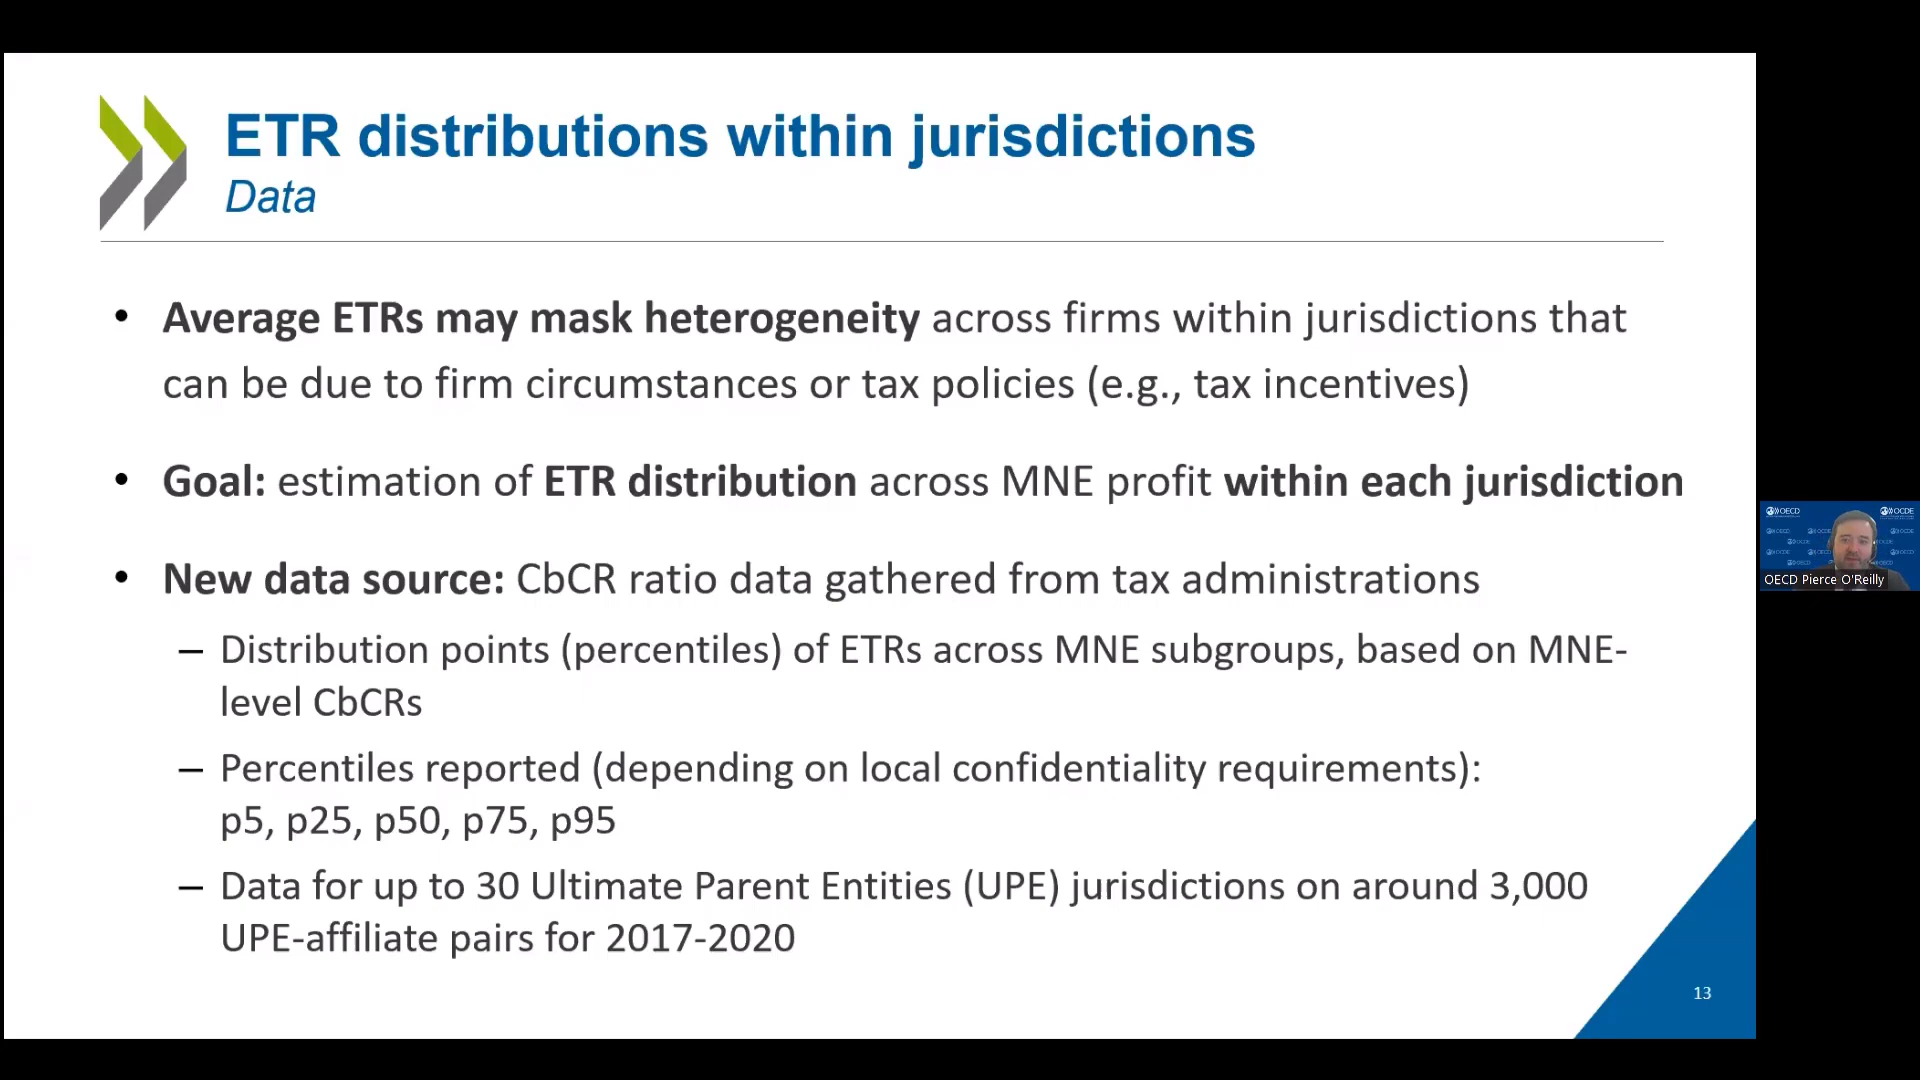 ETR distributions within jurisdictions
Data
• Average ETRs may mask heterogeneity across firms within jurisdictions that
can be due to firm circumstances or tax policies (e.g., tax incentives)
• Goal: estimation of ETR distribution across MNE profit within each jurisdiction
• New data source: CbCR ratio data gathered from tax administrations
– Distribution points (percentiles) of ETRs across MNE subgroups, based on MNE-
level CbCRs
– Percentiles reported (depending on local confidentiality requirements):
p5, p25, p50, p75, p95
– Data for up to 30 Ultimate Parent Entities (UPE) jurisdictions on around 3,000
UPE-affiliate pairs for 2017-2020
13
OECD
OCDE
OECD Pierce O'Reilly